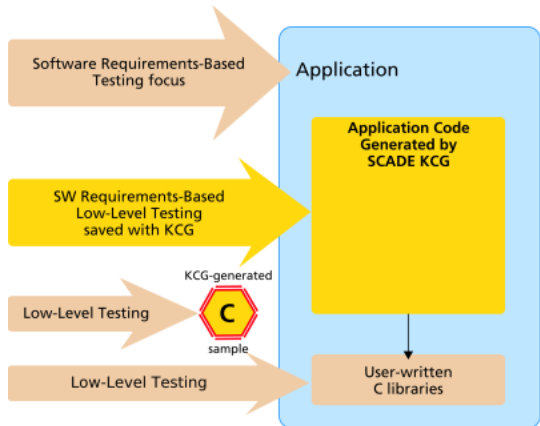 Software Requirements-Based
Testing focus
Application
Application Code
Generated by
SCADE KCG
SW Requirements-Based
Low-Level Testing
saved with KCG
KCG-generated
Low-Level Testing
C
sample
Low-Level Testing
User-written
C libraries